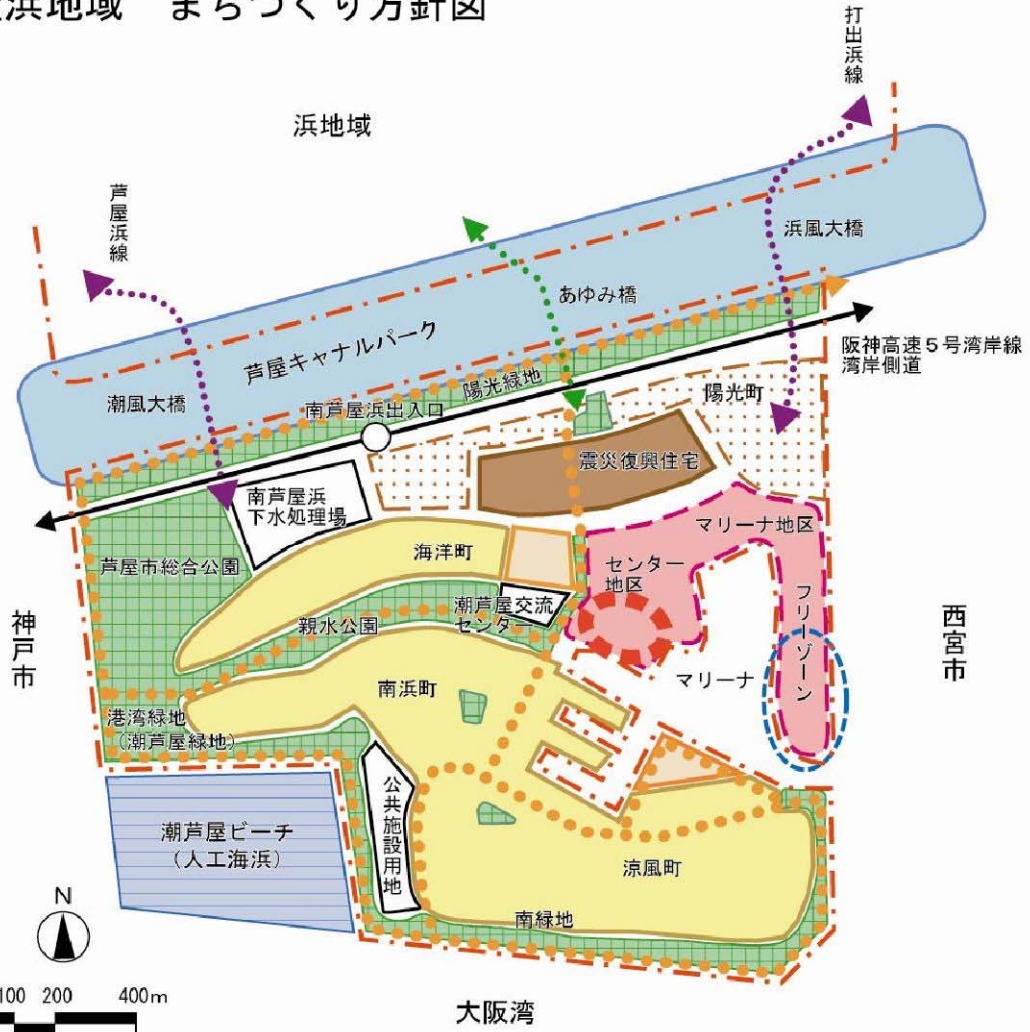 浜地域 まちづくり方針図
打出浜線
浜地域
芦屋浜線
浜風大橋
あゆみ橋
芦屋キャナルパーク
阪神高速5号湾岸線
湾岸側道
陽光緑地
陽光町
潮風大橋
南芦屋浜出入口
震災復興住宅
南芦屋浜
下水処理場
マリーナ地区
海洋町
センター
地区
芦屋市総合公園
フリーゾーン
潮芦屋交流
センター
親水公園
神戸市
西宮市
マリーナ
南浜町
港湾緑地
(潮芦屋緑地)
公共施設用地
潮芦屋ビーチ
(人工海浜)
涼風町
N
南緑地
100 200 400m
大阪湾